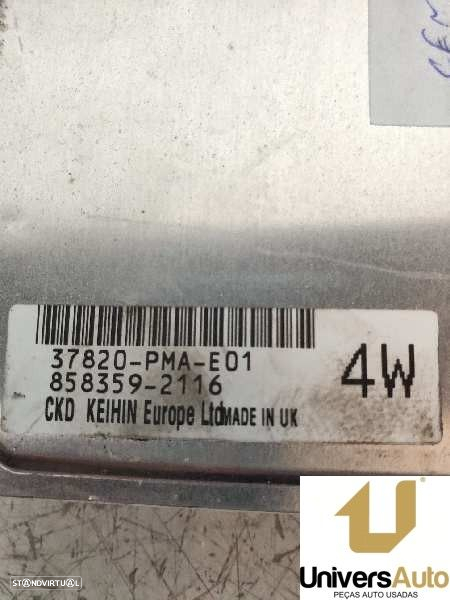 37820-PMA-E01
858359-2116
4W
CKD KEIHIN Europe Ltd MADE IN UK
UniversAuto
PEÇAS AUTO USADAS
STANDVIRTUAL